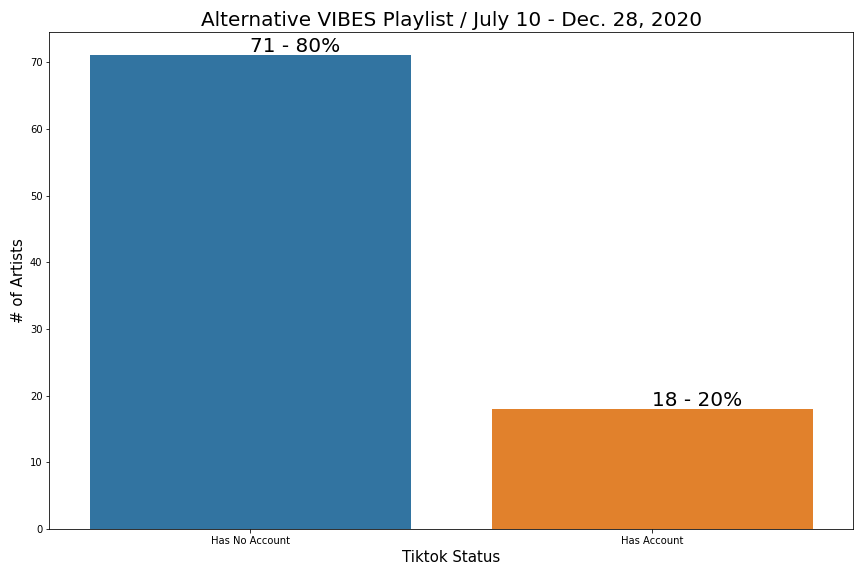 Alternative VIBES Playlist / July 10 - Dec. 28, 2020
71 - 80%
18 - 20%
# of Artists
70
60
50
40
30
20
10
0
Has No Account
Has Account
Tiktok Status